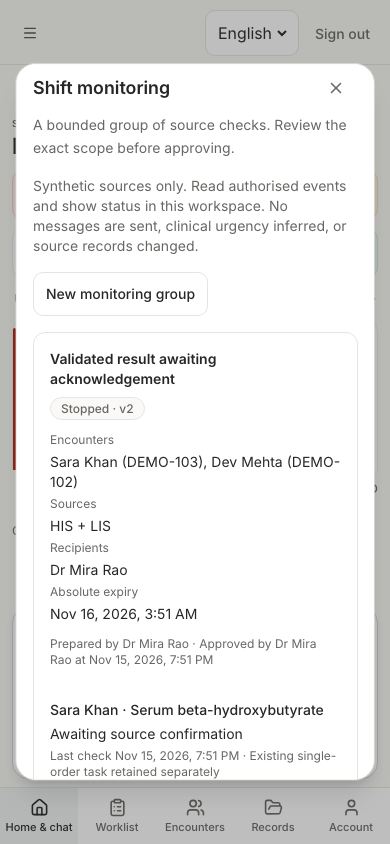 English
Sign out
Shift monitoring
A bounded group of source checks. Review the
exact scope before approving.
Synthetic sources only. Read authorised events
and show status in this workspace. No
messages are sent, clinical urgency inferred, or
source records changed.
New monitoring group
Validated result awaiting
acknowledgement
Stopped · v2
Encounters
Sara Khan (DEMO-103), Dev Mehta (DEMO-
102)
Sources
HIS + LIS
Recipients
Dr Mira Rao
Absolute expiry
Nov 16, 2026, 3:51 AM
Prepared by Dr Mira Rao · Approved by Dr Mira
Rao at Nov 15, 2026, 7:51 PM
Sara Khan · Serum beta-hydroxybutyrate
Awaiting source confirmation
Last check Nov 15, 2026, 7:51 PM · Existing single-
order task retained separately
Home & chat
Worklist
Encounters
Records
Account